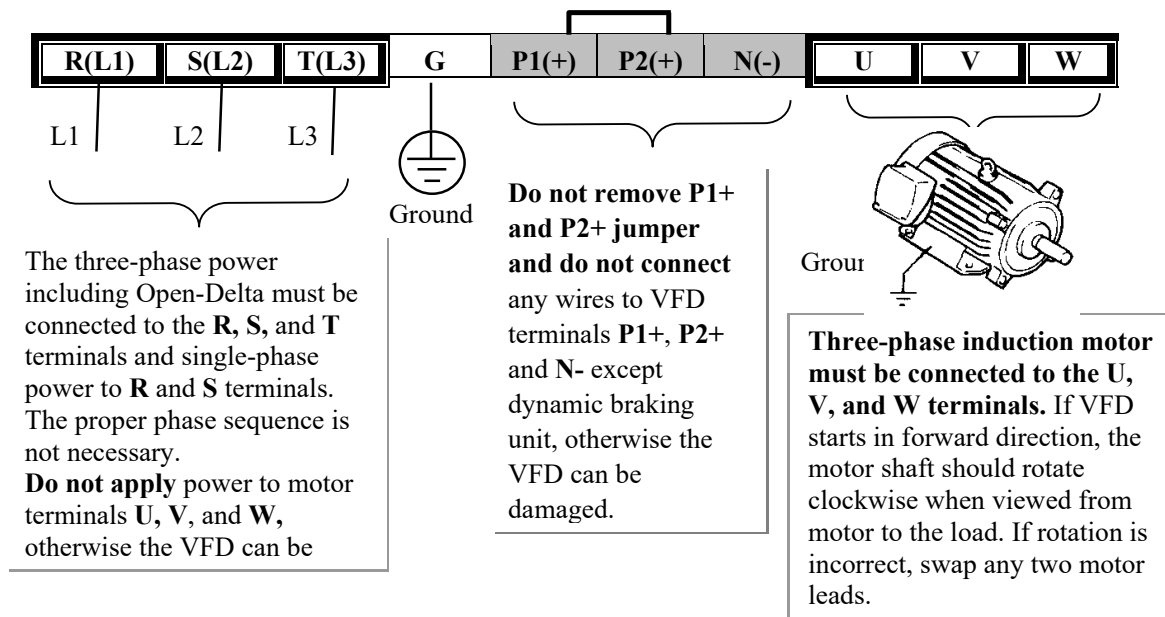 R(L1) S(L2) T(L3) G P1(+) P2(+) N(-) U V W
L1 L2 L3
Ground
The three-phase power
including Open-Delta must be
connected to the R, S, and T
terminals and single-phase
power to R and S terminals.
The proper phase sequence is
not necessary.
Do not apply power to motor
terminals U, V, and W,
otherwise the VFD can be
Do not remove P1+
and P2+ jumper
and do not connect
any wires to VFD
terminals P1+, P2+
and N- except
dynamic braking
unit, otherwise the
VFD can be
damaged.
Groun
Three-phase induction motor
must be connected to the U,
V, and W terminals. If VFD
starts in forward direction, the
motor shaft should rotate
clockwise when viewed from
motor to the load. If rotation is
incorrect, swap any two motor
leads.